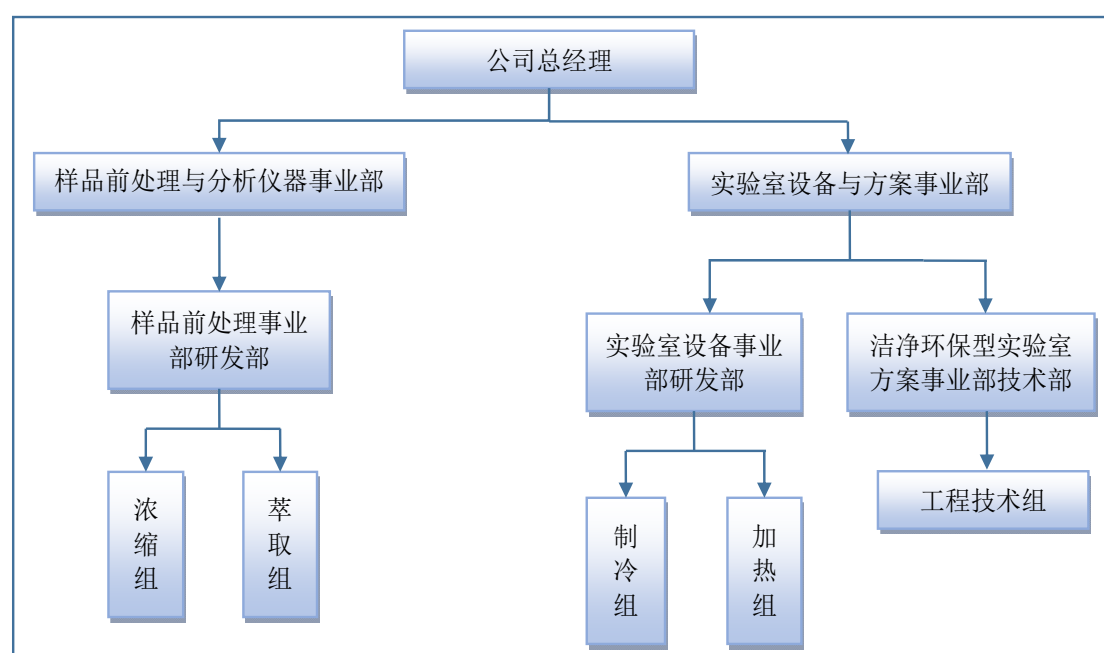 公司总经理
样品前处理与分析仪器事业部
实验室设备与方案事业部
样品前处理事业
部研发部
实验室设备事业
部研发部
洁净环保型实验室
方案事业部技术部
浓
缩
组
萃
取
组
制
冷
组
加
热
组
工程技术组